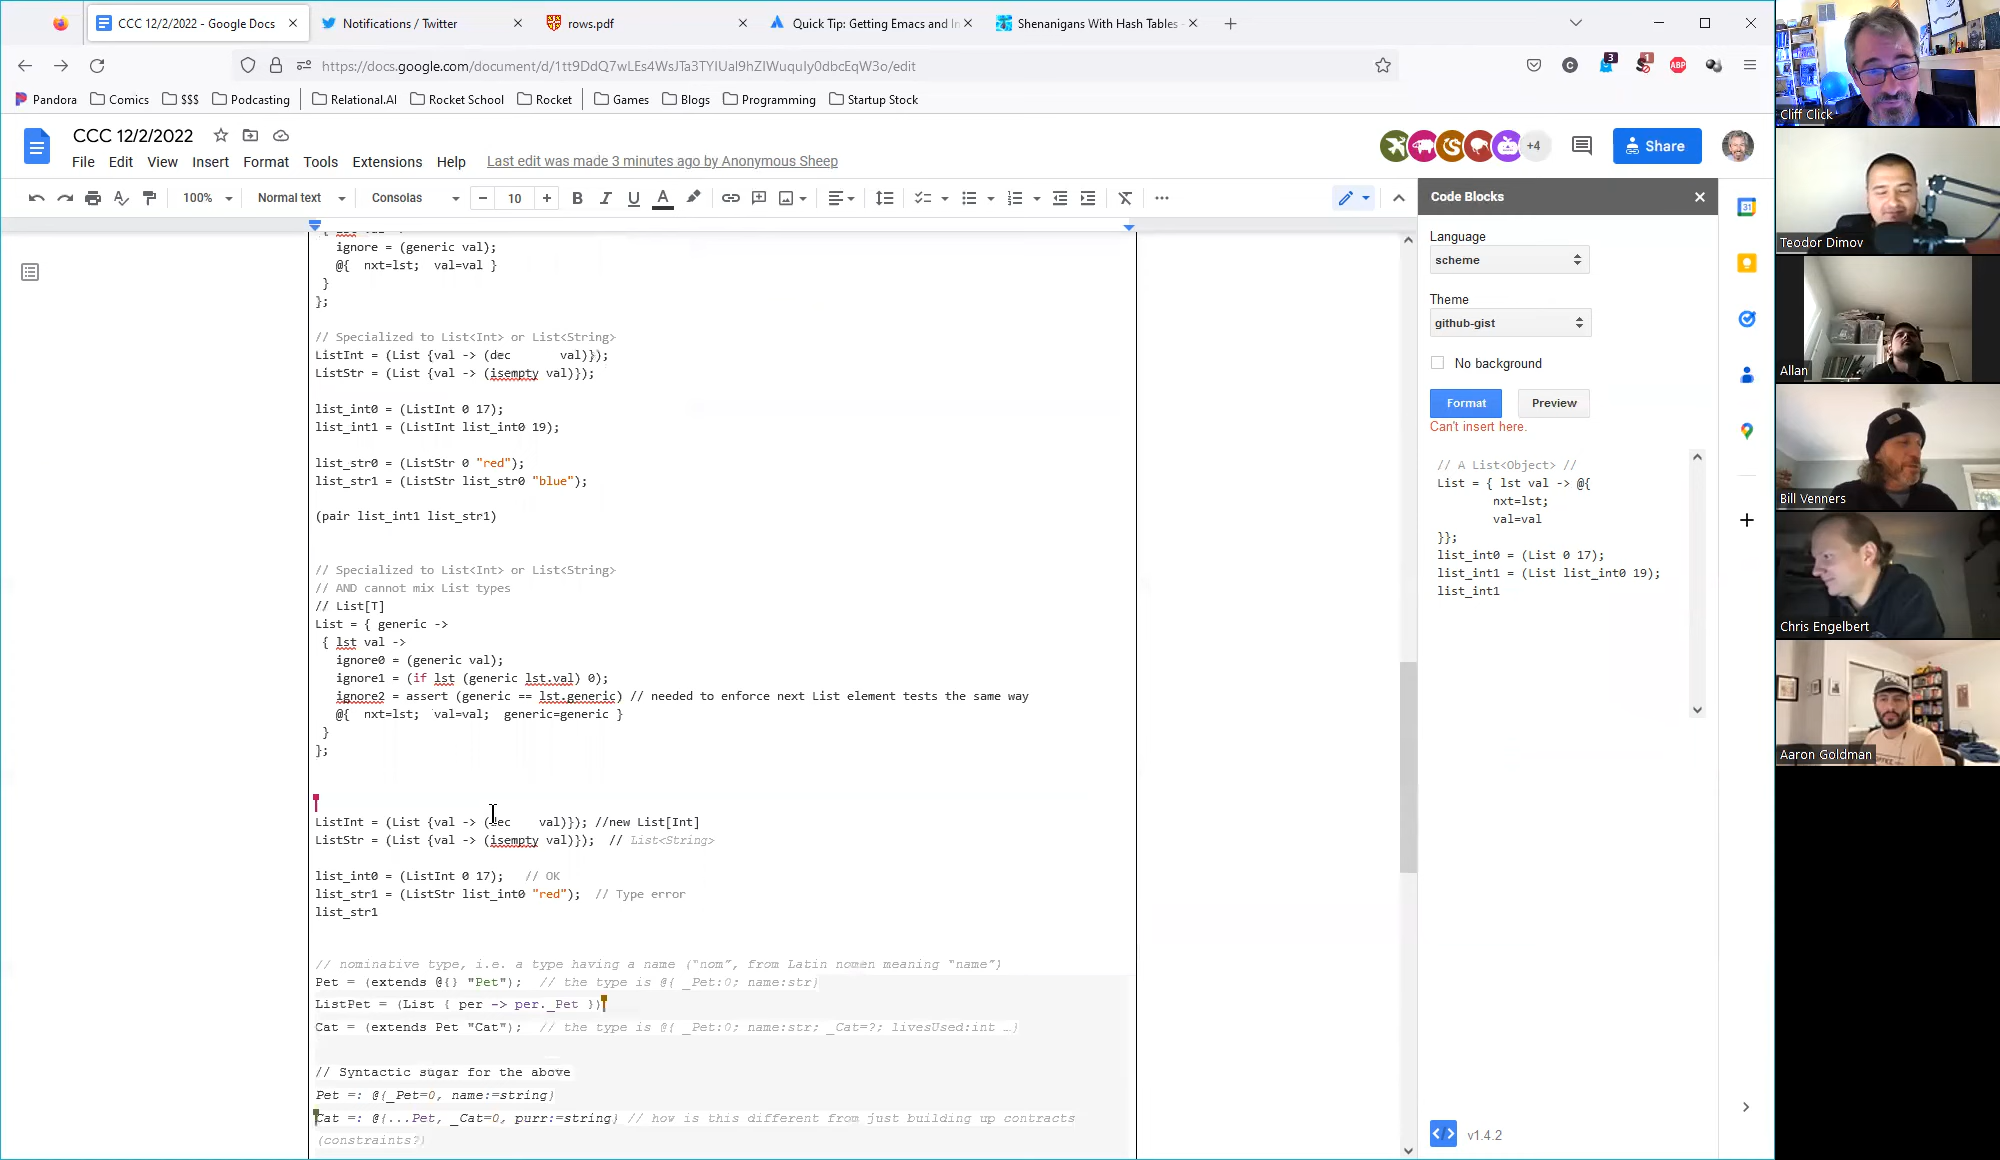 CCC 12/2/2022 - Google Docs
Notifications / Twitter
rows.pdf
Quick Tip: Getting Emacs and In
Shenanigans With Hash Tables -
https://docs.google.com/document/d/1tt9DdQ7wLEs4WsJTa3TYIUal9hZIWuquIy0dbcEqW3o/edit
3
1
ABP
Pandora
Comics
$$$
Podcasting
Relational.AI
Rocket School
Rocket
Games
Blogs
Programming
Startup Stock
CCC 12/2/2022
File Edit View Insert Format Tools Extensions Help
Last edit was made 3 minutes ago by Anonymous Sheep
+4
Share
100%
Normal text
Consolas
10
B I U A
ignore = (generic val);
@{ nxt=lst; val=val }
}
};
// Specialized to List<Int> or List<String>
ListInt = (List {val -> (dec val)});
ListStr = (List {val -> (isempty val)});
list_int0 = (ListInt 0 17);
list_int1 = (ListInt list_int0 19);
list_str0 = (ListStr 0 "red");
list_str1 = (ListStr list_str0 "blue");
(pair list_int1 list_str1)
// Specialized to List<Int> or List<String>
// AND cannot mix List types
// List[T]
List = { generic ->
{ lst val ->
ignore0 = (generic val);
ignore1 = (if lst (generic lst.val) 0);
ignore2 = assert (generic == lst.generic) // needed to enforce next List element tests the same way
@{ nxt=lst; val=val; generic=generic }
}
};
ListInt = (List {val -> (dec val)}); //new List[Int]
ListStr = (List {val -> (isempty val)}); // List<String>
list_int0 = (ListInt 0 17); // OK
list_str1 = (ListStr list_int0 "red"); // Type error
list_str1
// nominative type, i.e. a type having a name ("nom", from Latin nomen meaning "name")
Pet = (extends @{} "Pet"); // the type is @{ _Pet:0; name:str}
ListPet = (List { per -> per._Pet })
Cat = (extends Pet "Cat"); // the type is @{ _Pet:0; name:str; _Cat=?; livesUsed:int …}
// Syntactic sugar for the above
Pet =: @{_Pet=0, name:=string}
Cat =: @{...Pet, _Cat=0, purr:=string} // how is this different from just building up contracts
(constraints?)
Code Blocks
Language
scheme
Theme
github-gist
No background
Format
Preview
Can't insert here.
// A List<Object> //
List = { lst val -> @{
nxt=lst;
val=val
}};
list_int0 = (List 0 17);
list_int1 = (List list_int0 19);
list_int1
</> v1.4.2
31
Cliff Click
Teodor Dimov
Allan
Bill Venners
Chris Engelbert
Aaron Goldman